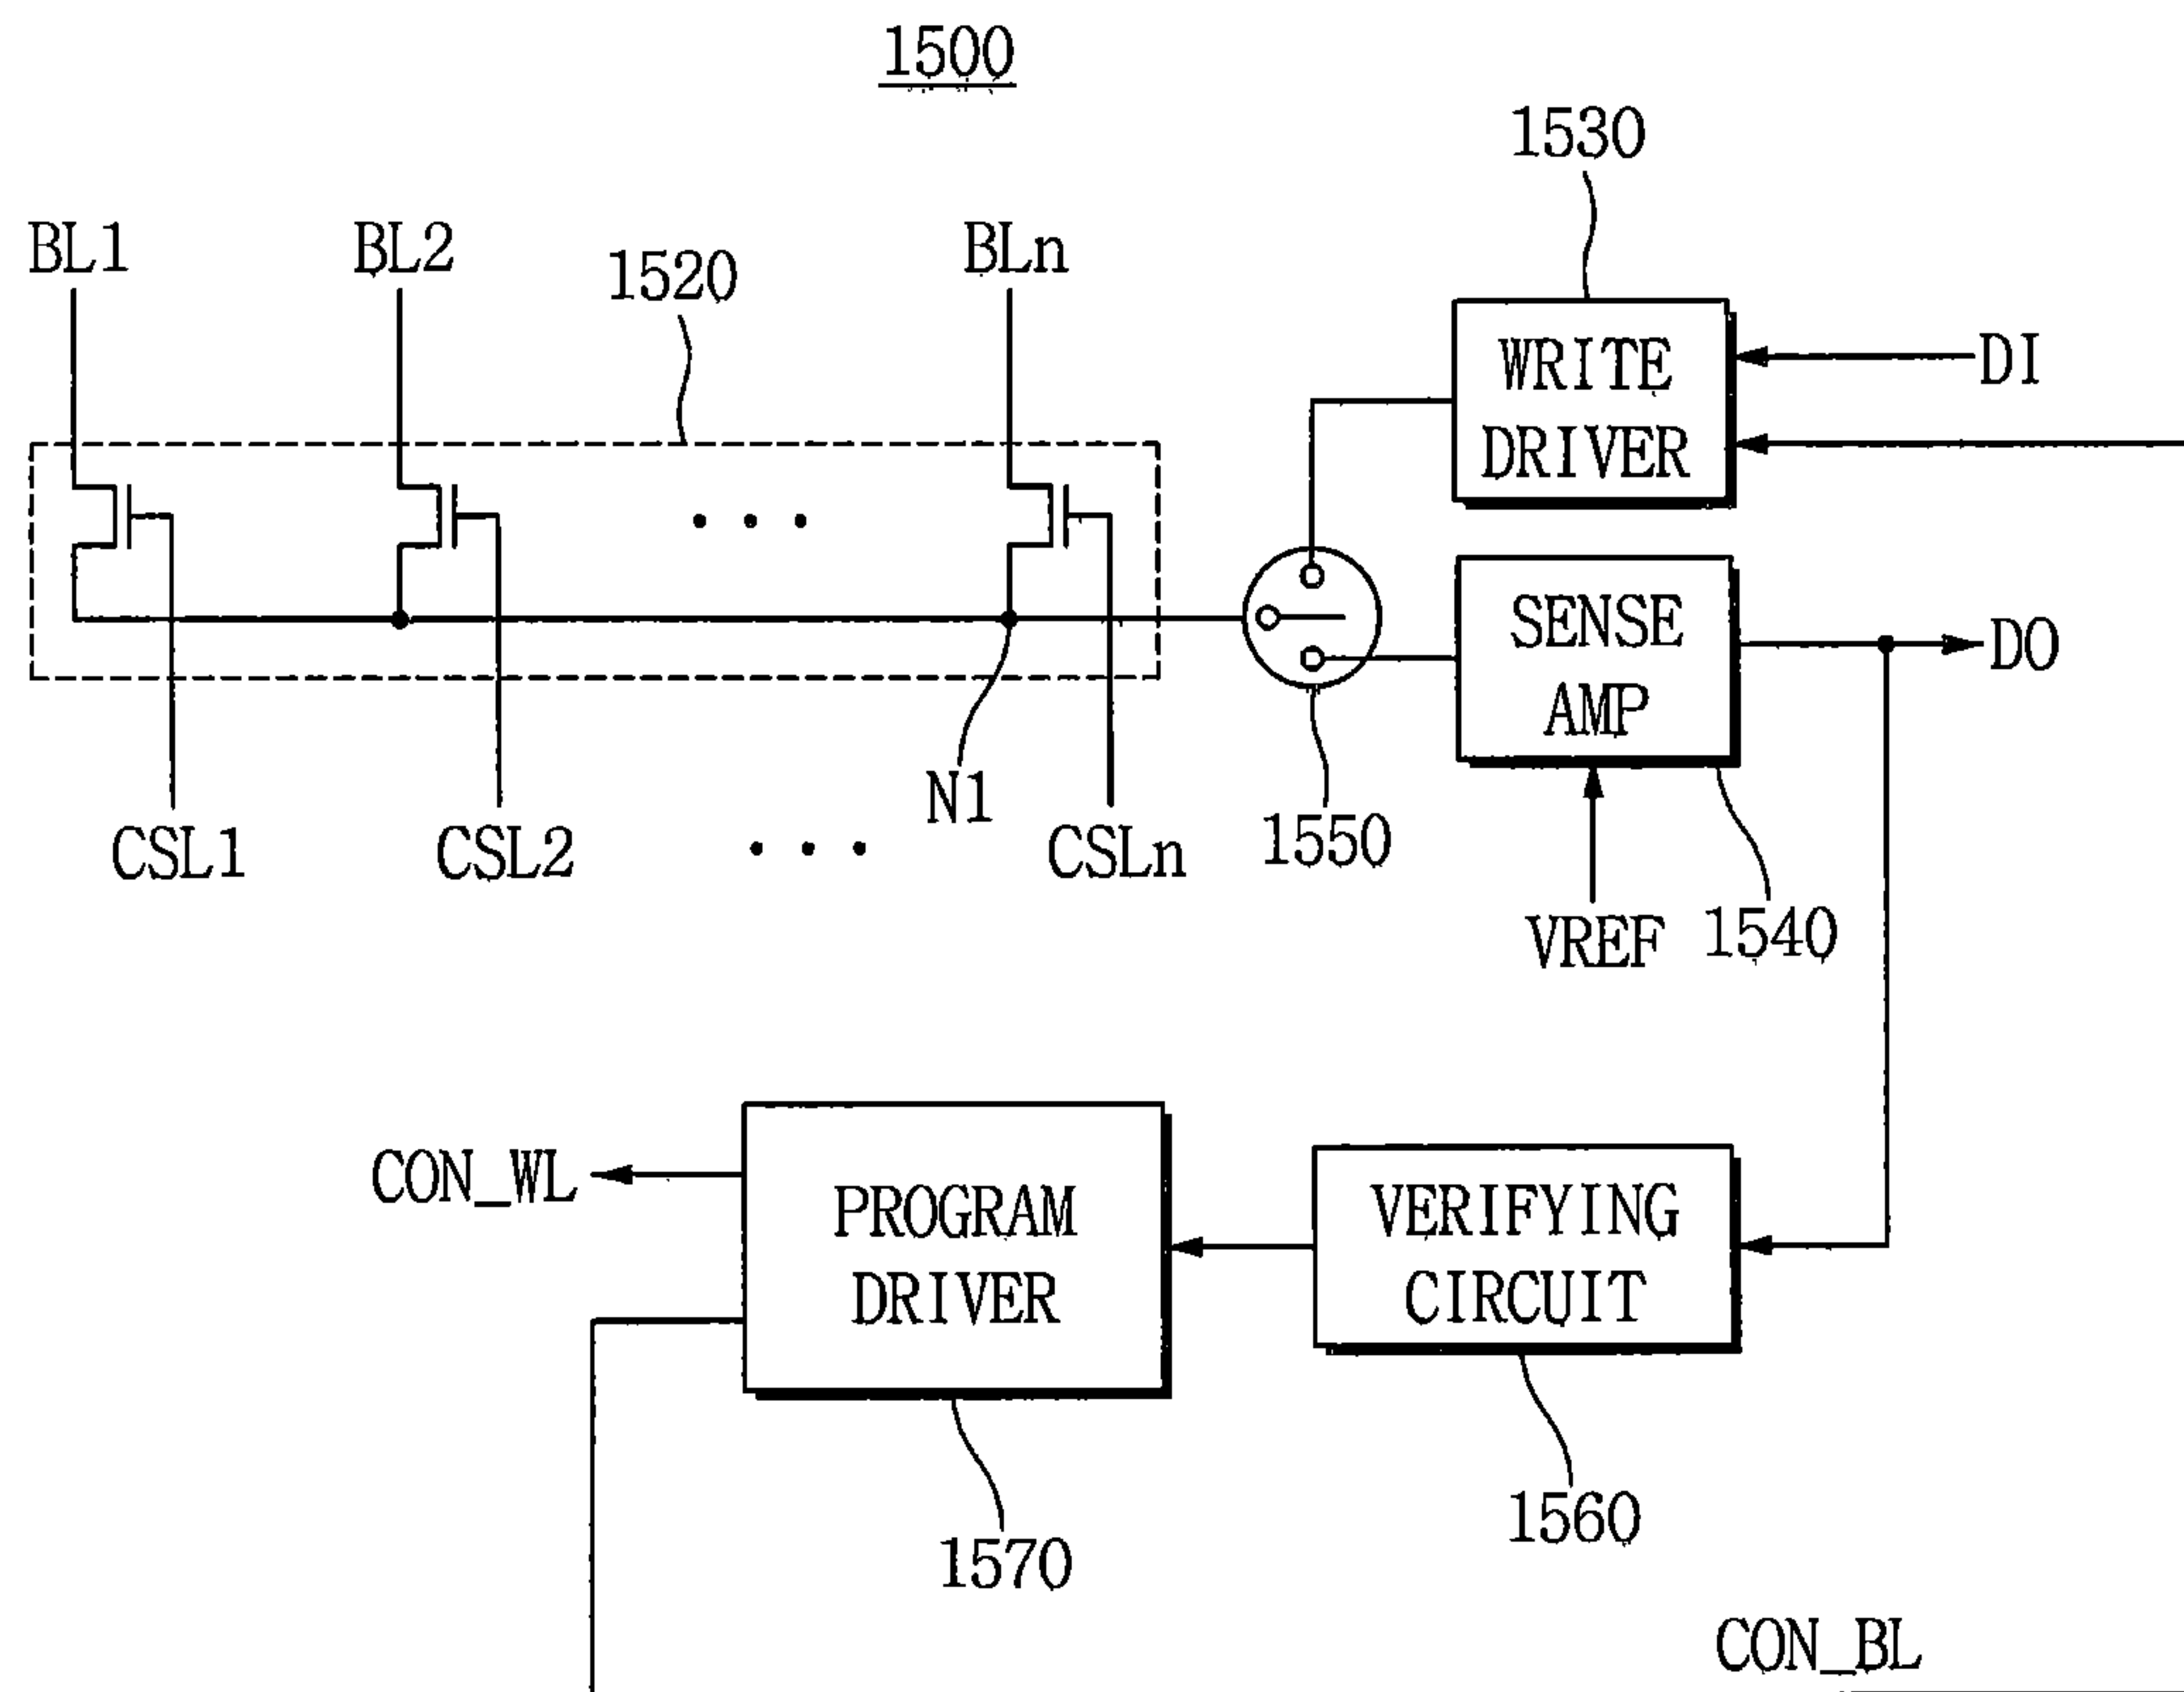 1500
1530
BL1
BL2
1520
BLn
WRITE
DRIVER
DI
SENSE
AMP
DO
N1
CSL1
CSL2
CSLn
1550
VREF
1540
CON_WL
PROGRAM
DRIVER
VERIFYING
CIRCUIT
1560
1570
CON_BL